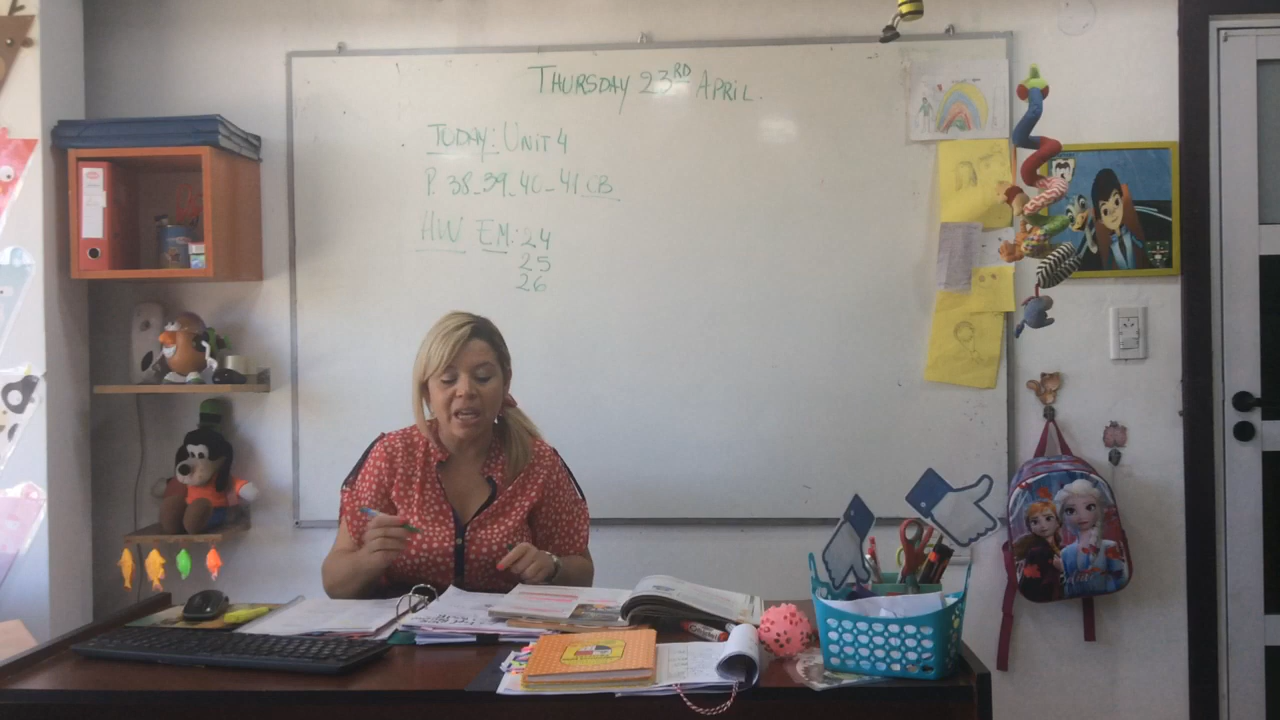 THURSDAY 23RD APRIL.
TODAY: UNIT 4
P. 38_39_40_41 CB
HW EM: 24
25
26